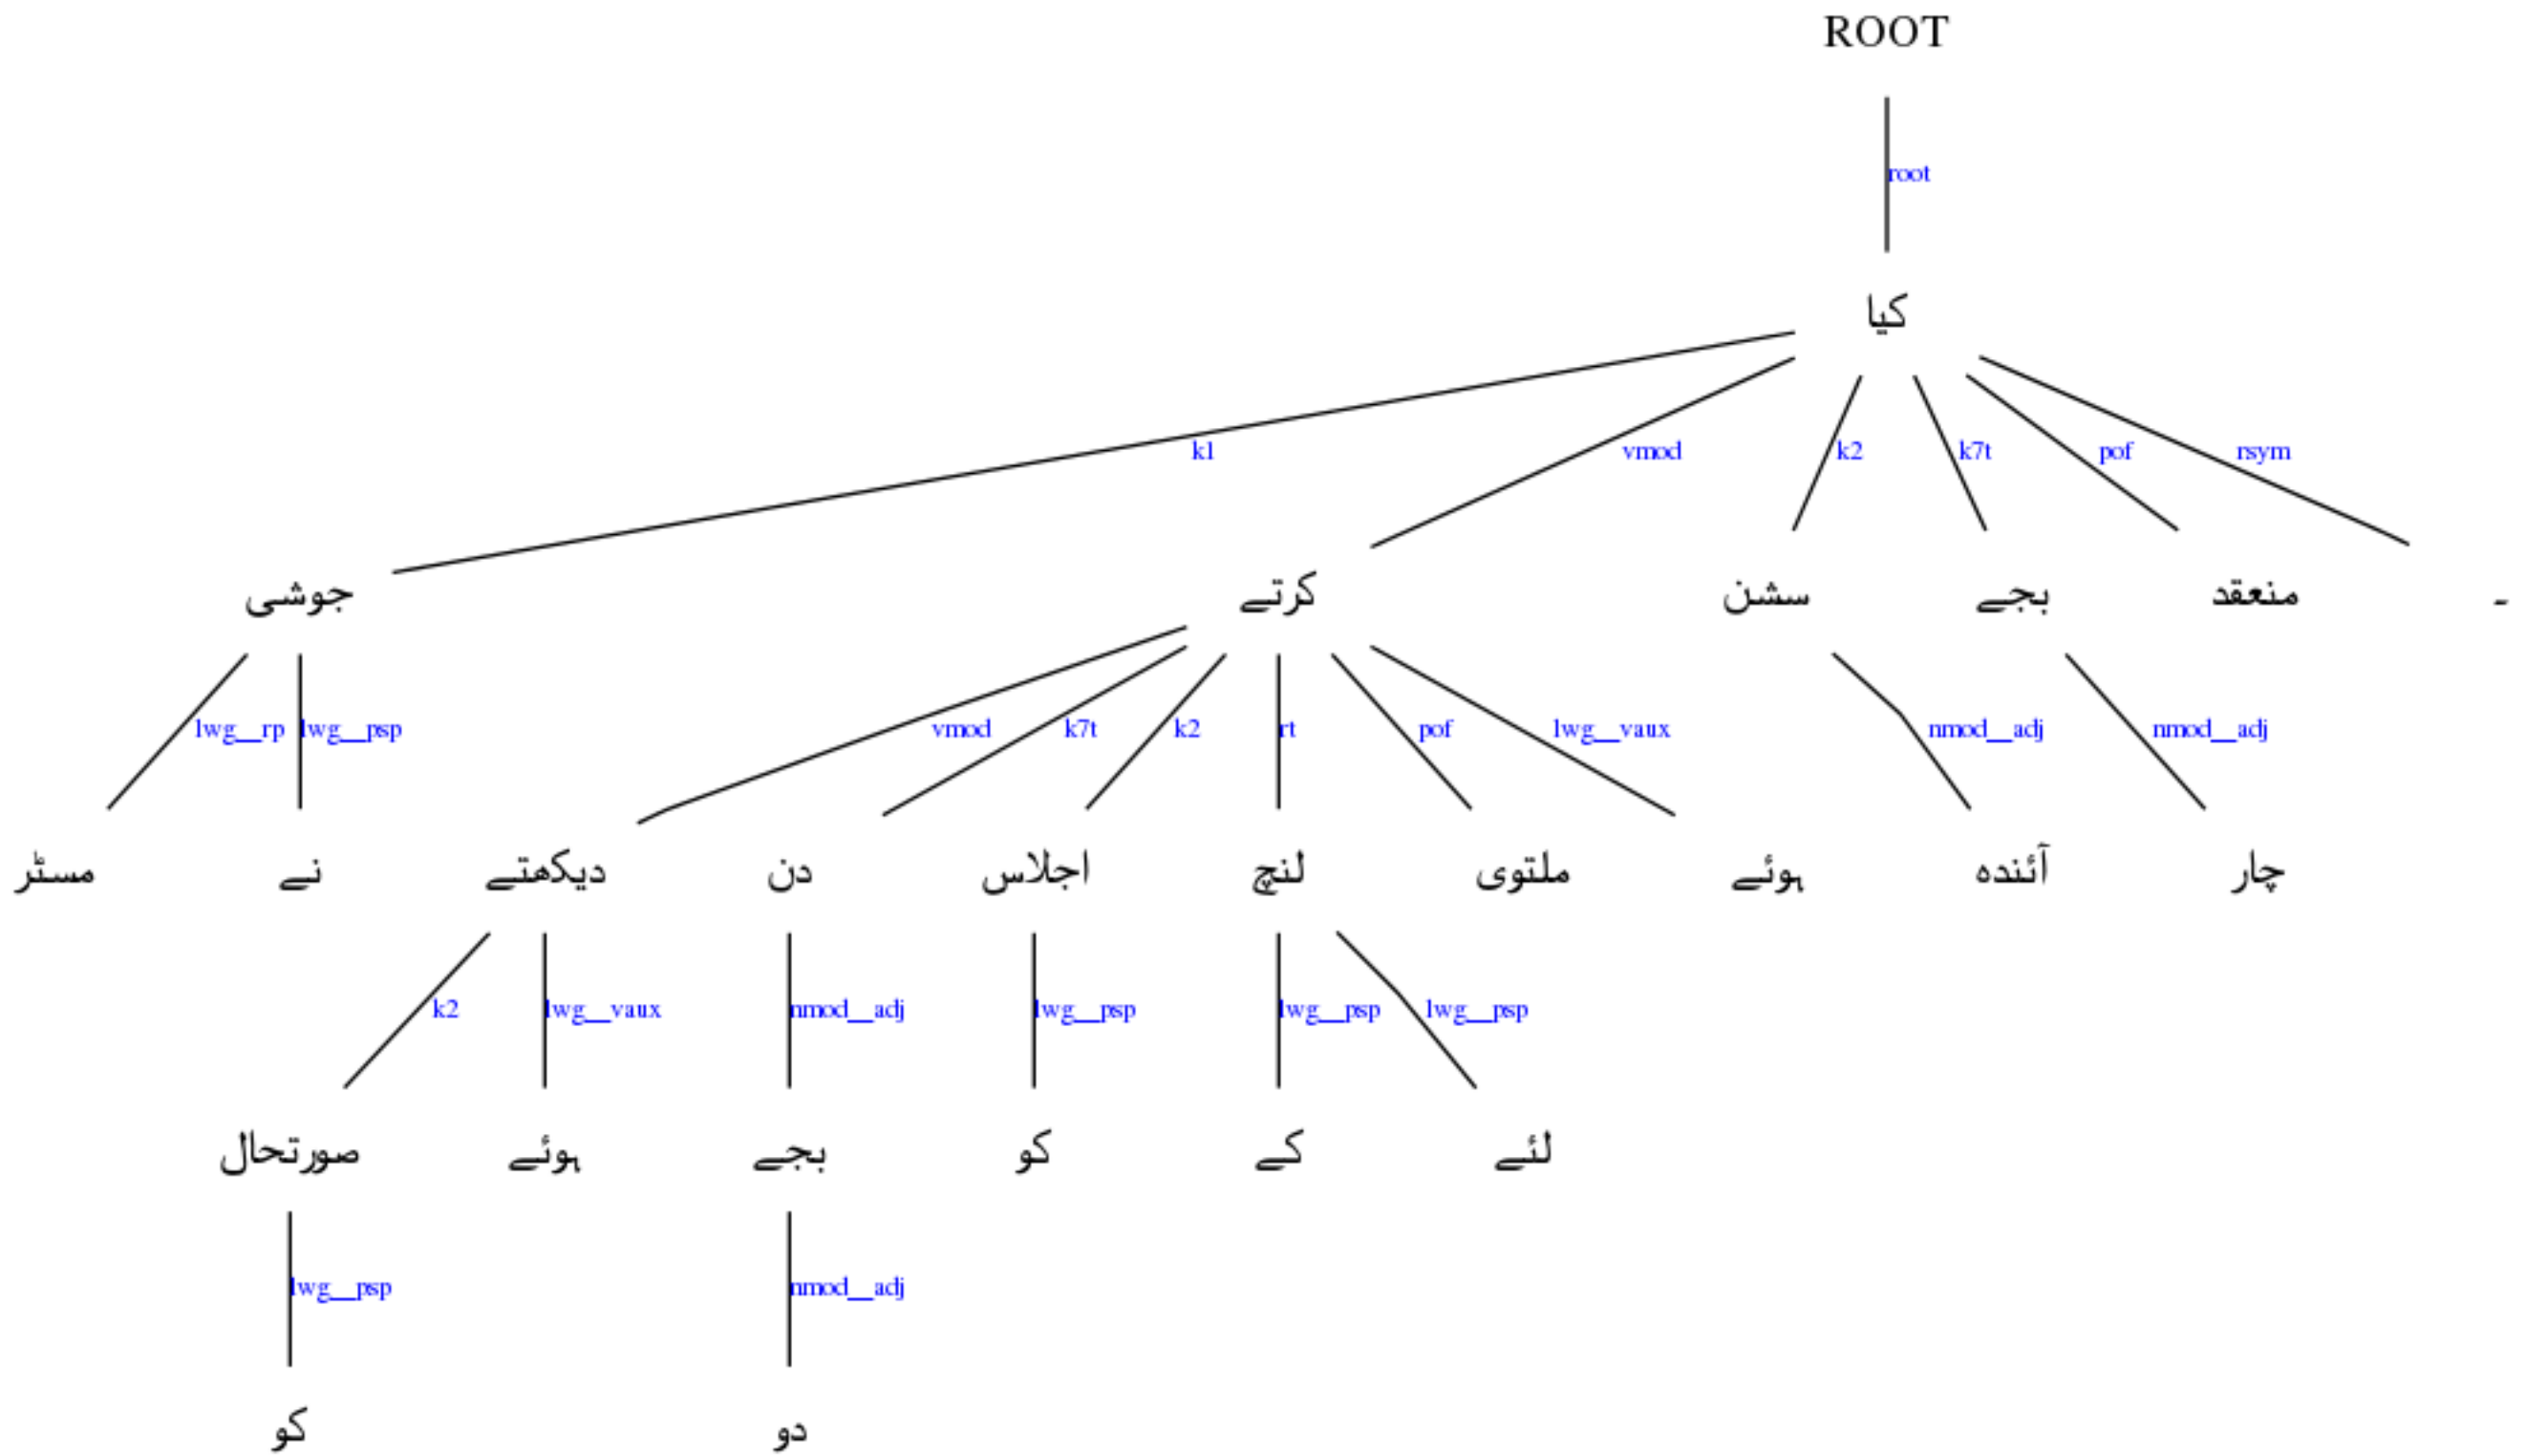 ROOT
root
کیا
k1 vmod k2 k7t pof rsym
جوشی کرتے سشن بجے منعقد ۔
lwg__rp lwg__psp vmod k7t k2 rt pof lwg__vaux nmod__adj nmod__adj
مسٹر نے دیکھتے دن اجلاس لنچ ملتوی ہوئے آئندہ چار
k2 lwg__vaux nmod__adj lwg__psp lwg__psp lwg__psp
صورتحال ہوئے بجے کو کے لئے
lwg__psp nmod__adj
کو دو